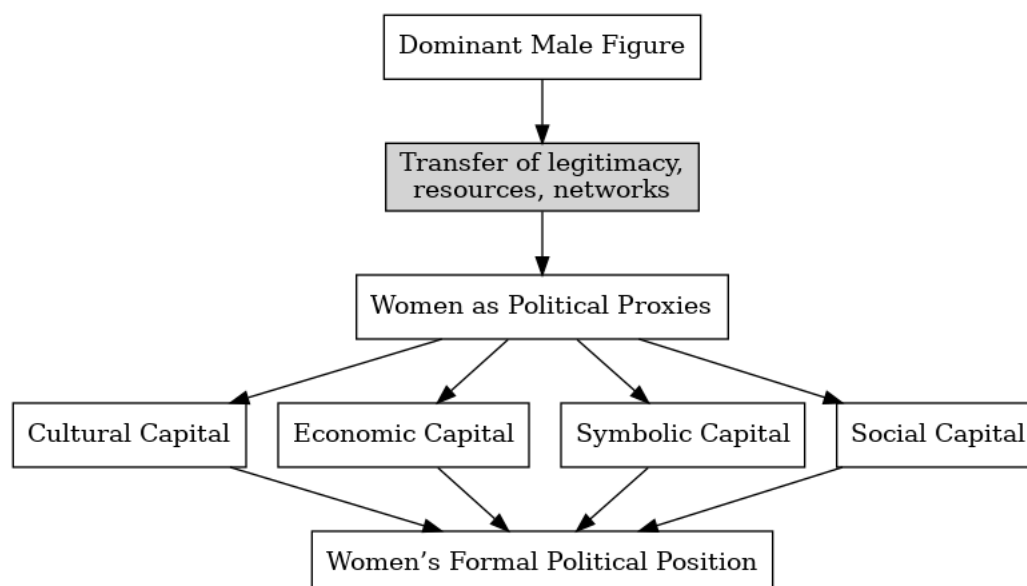 Dominant Male Figure
Transfer of legitimacy,
resources, networks
Women as Political Proxies
Cultural Capital
Economic Capital
Symbolic Capital
Social Capital
Women’s Formal Political Position